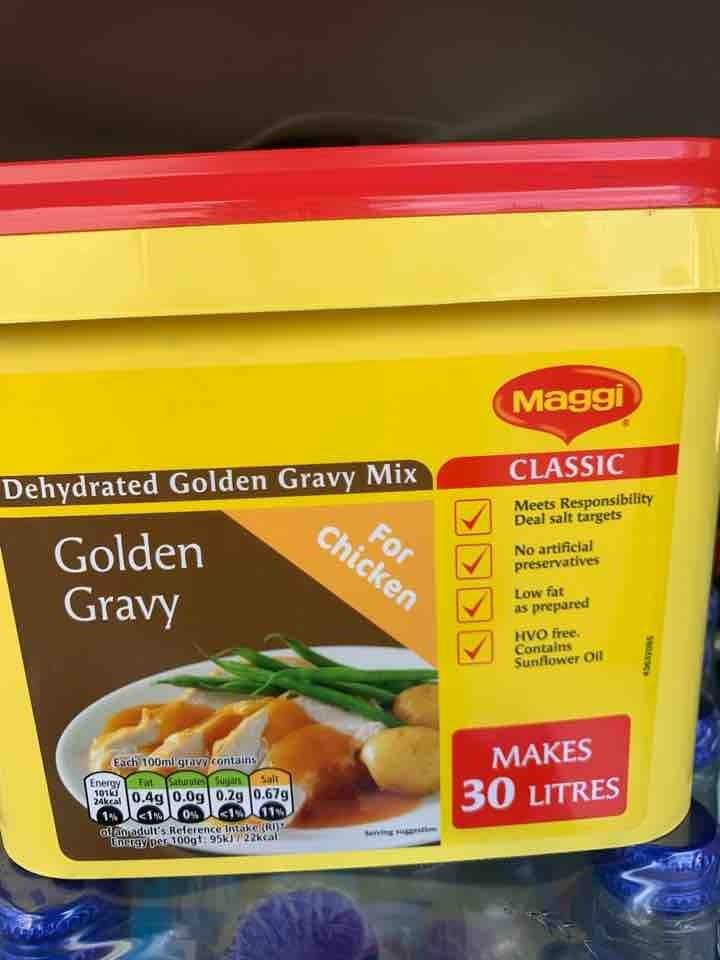 Maggi
®
CLASSIC
Dehydrated Golden Gravy Mix
Golden
Gravy
For
Chicken
Meets Responsibility
Deal salt targets
No artificial
preservatives
Low fat
as prepared
HVO free.
Contains
Sunflower Oil
MAKES
30 LITRES
Each 100ml gravy contains
Energy
101kJ
24kcal
1%
Fat
0.4g
<1%
Saturates
0.0g
0%
Sugars
0.2g
<1%
Salt
0.67g
11%
of an adult's Reference Intake (RI)*
Energy per 100g†: 95kJ / 22kcal
Serving suggestion